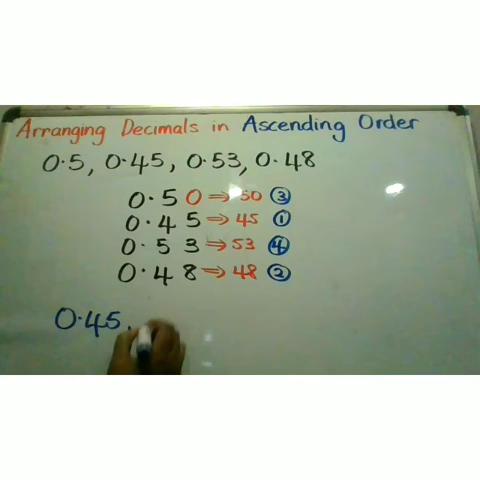 Arranging Decimals in Ascending Order
0.5, 0.45, 0.53, 0.48
0.50 ⇒ 50 ③
0.45 ⇒ 45 ①
0.53 ⇒ 53 ④
0.48 ⇒ 48 ②
0.45,